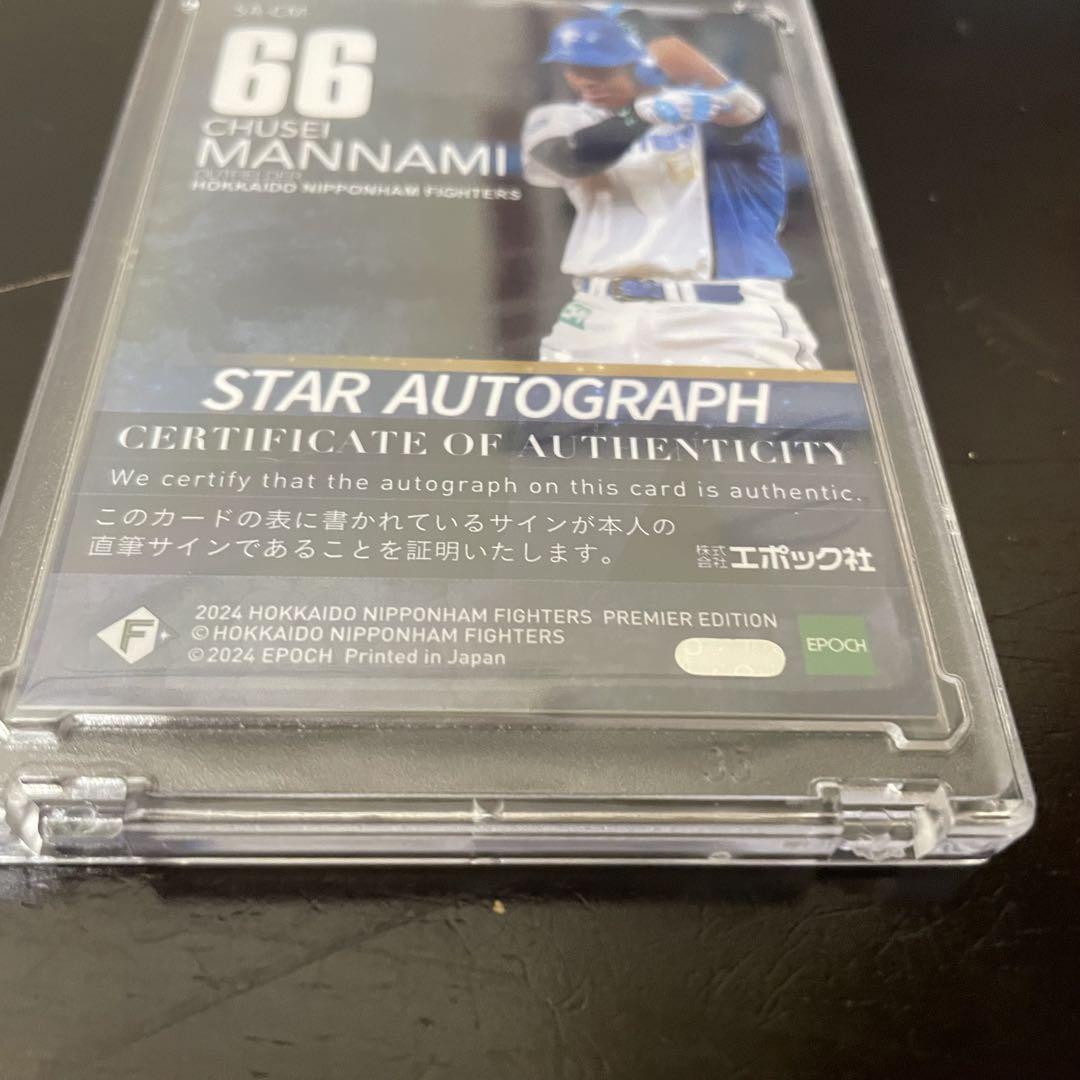 SA-CM
66
CHUSEI
MANNAMI
OUTFIELDER
HOKKAIDO NIPPONHAM FIGHTERS
STAR AUTOGRAPH
CERTIFICATE OF AUTHENTICITY
We certify that the autograph on this card is authentic.
このカードの表に書かれているサインが本人の
直筆サインであることを証明いたします。
株式会社 エポック社
F
2024 HOKKAIDO NIPPONHAM FIGHTERS PREMIER EDITION
©HOKKAIDO NIPPONHAM FIGHTERS
©2024 EPOCH Printed in Japan
EPOCH